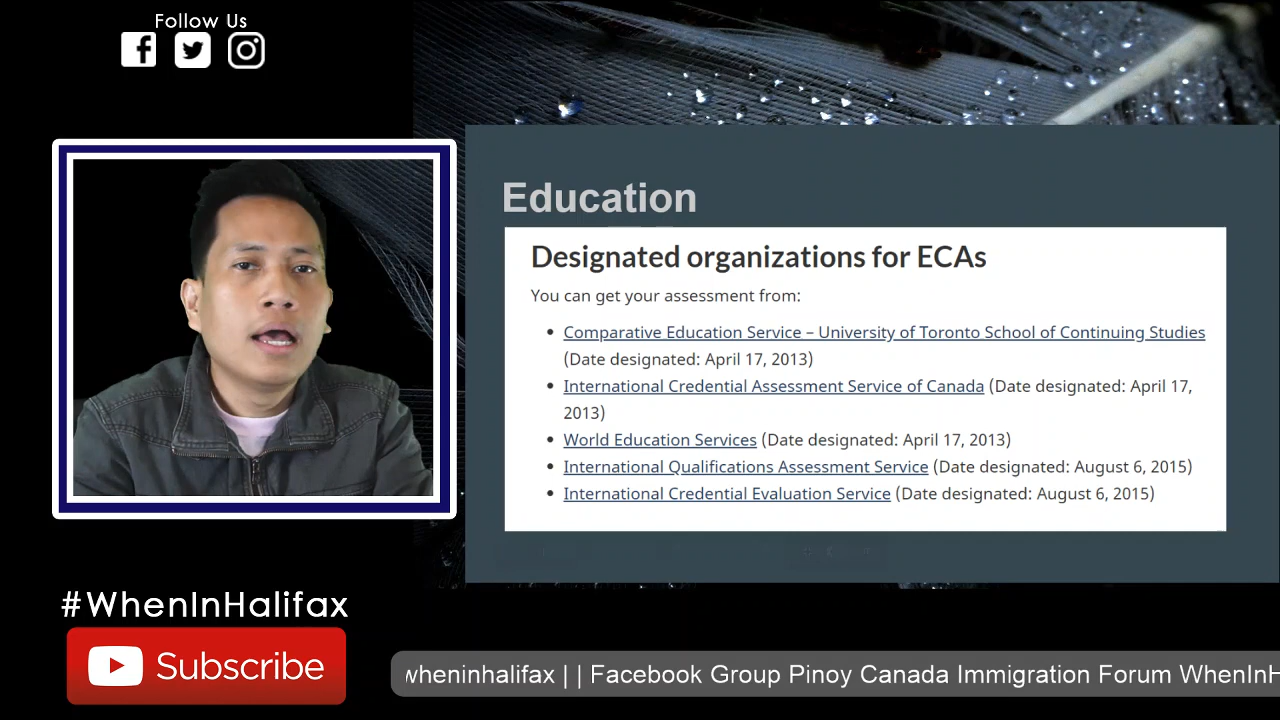 Follow Us
Education
Designated organizations for ECAs
You can get your assessment from:
• Comparative Education Service – University of Toronto School of Continuing Studies
(Date designated: April 17, 2013)
• International Credential Assessment Service of Canada (Date designated: April 17,
2013)
• World Education Services (Date designated: April 17, 2013)
• International Qualifications Assessment Service (Date designated: August 6, 2015)
• International Credential Evaluation Service (Date designated: August 6, 2015)
#WhenInHalifax
Subscribe
wheninhalifax | | Facebook Group Pinoy Canada Immigration Forum WhenInH